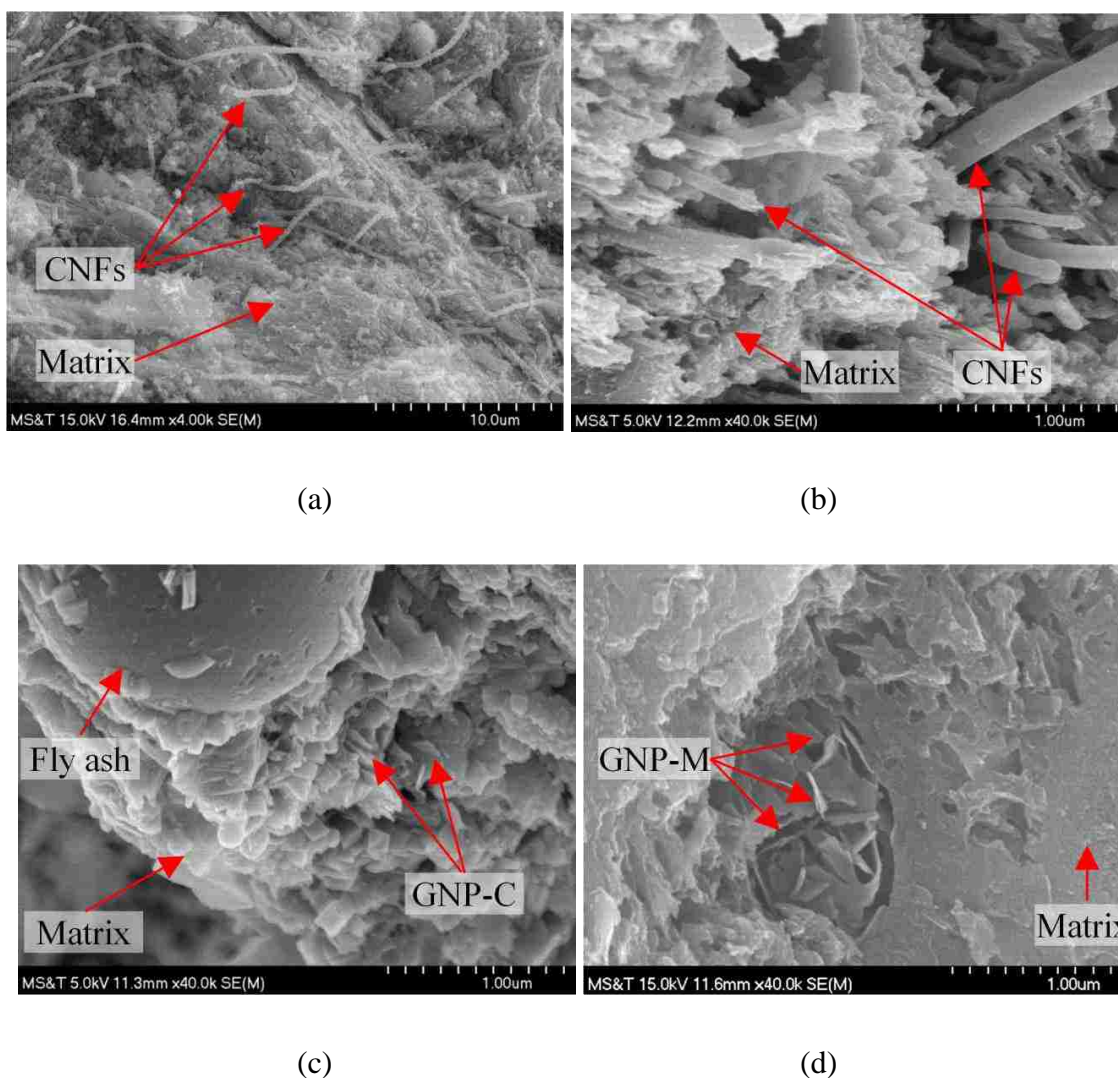 CNFs
Matrix
MS&T 15.0kV 16.4mm x4.00k SE(M) 10.0um
Matrix
CNFs
MS&T 5.0kV 12.2mm x40.0k SE(M) 1.00um
(a)
(b)
Fly ash
Matrix
GNP-C
MS&T 5.0kV 11.3mm x40.0k SE(M) 1.00um
GNP-M
Matrix
MS&T 15.0kV 11.6mm x40.0k SE(M) 1.00um
(c)
(d)